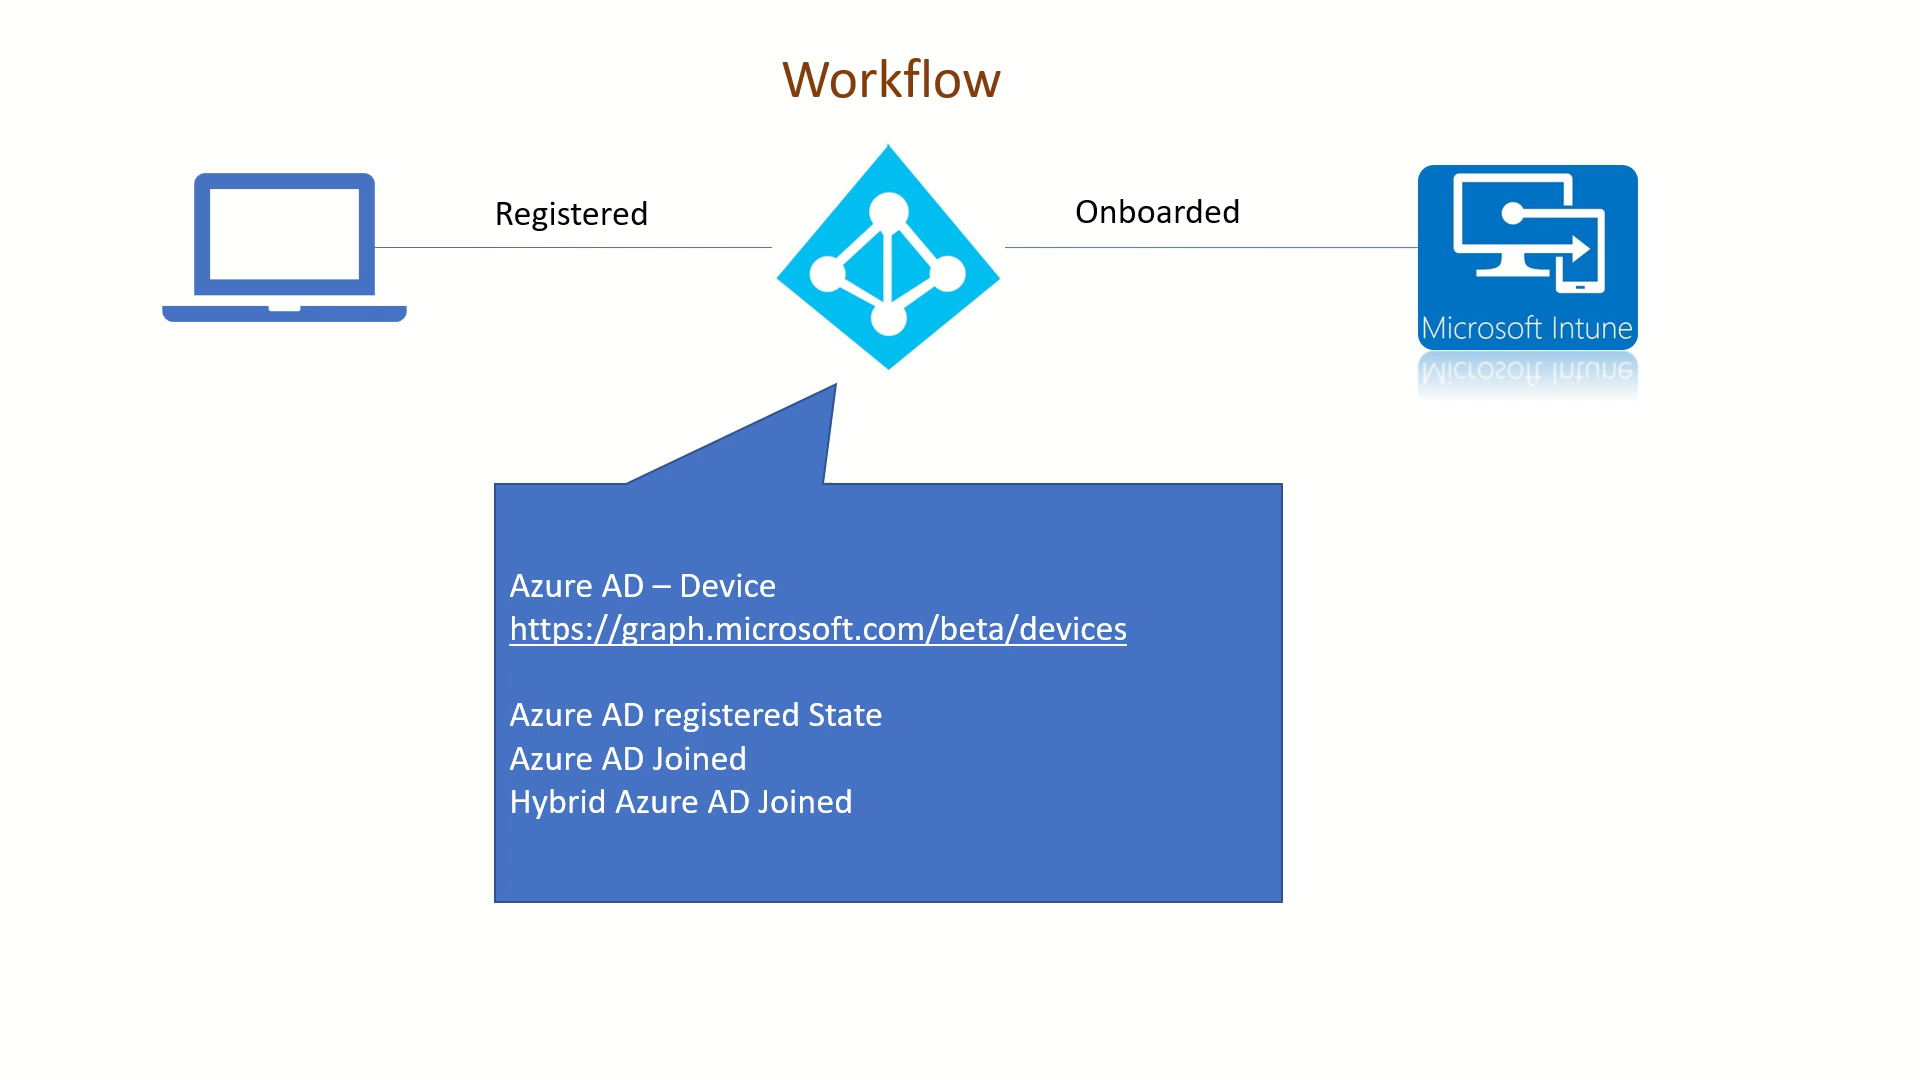 Workflow
Registered
Onboarded
Microsoft Intune
Azure AD – Device
https://graph.microsoft.com/beta/devices
Azure AD registered State
Azure AD Joined
Hybrid Azure AD Joined